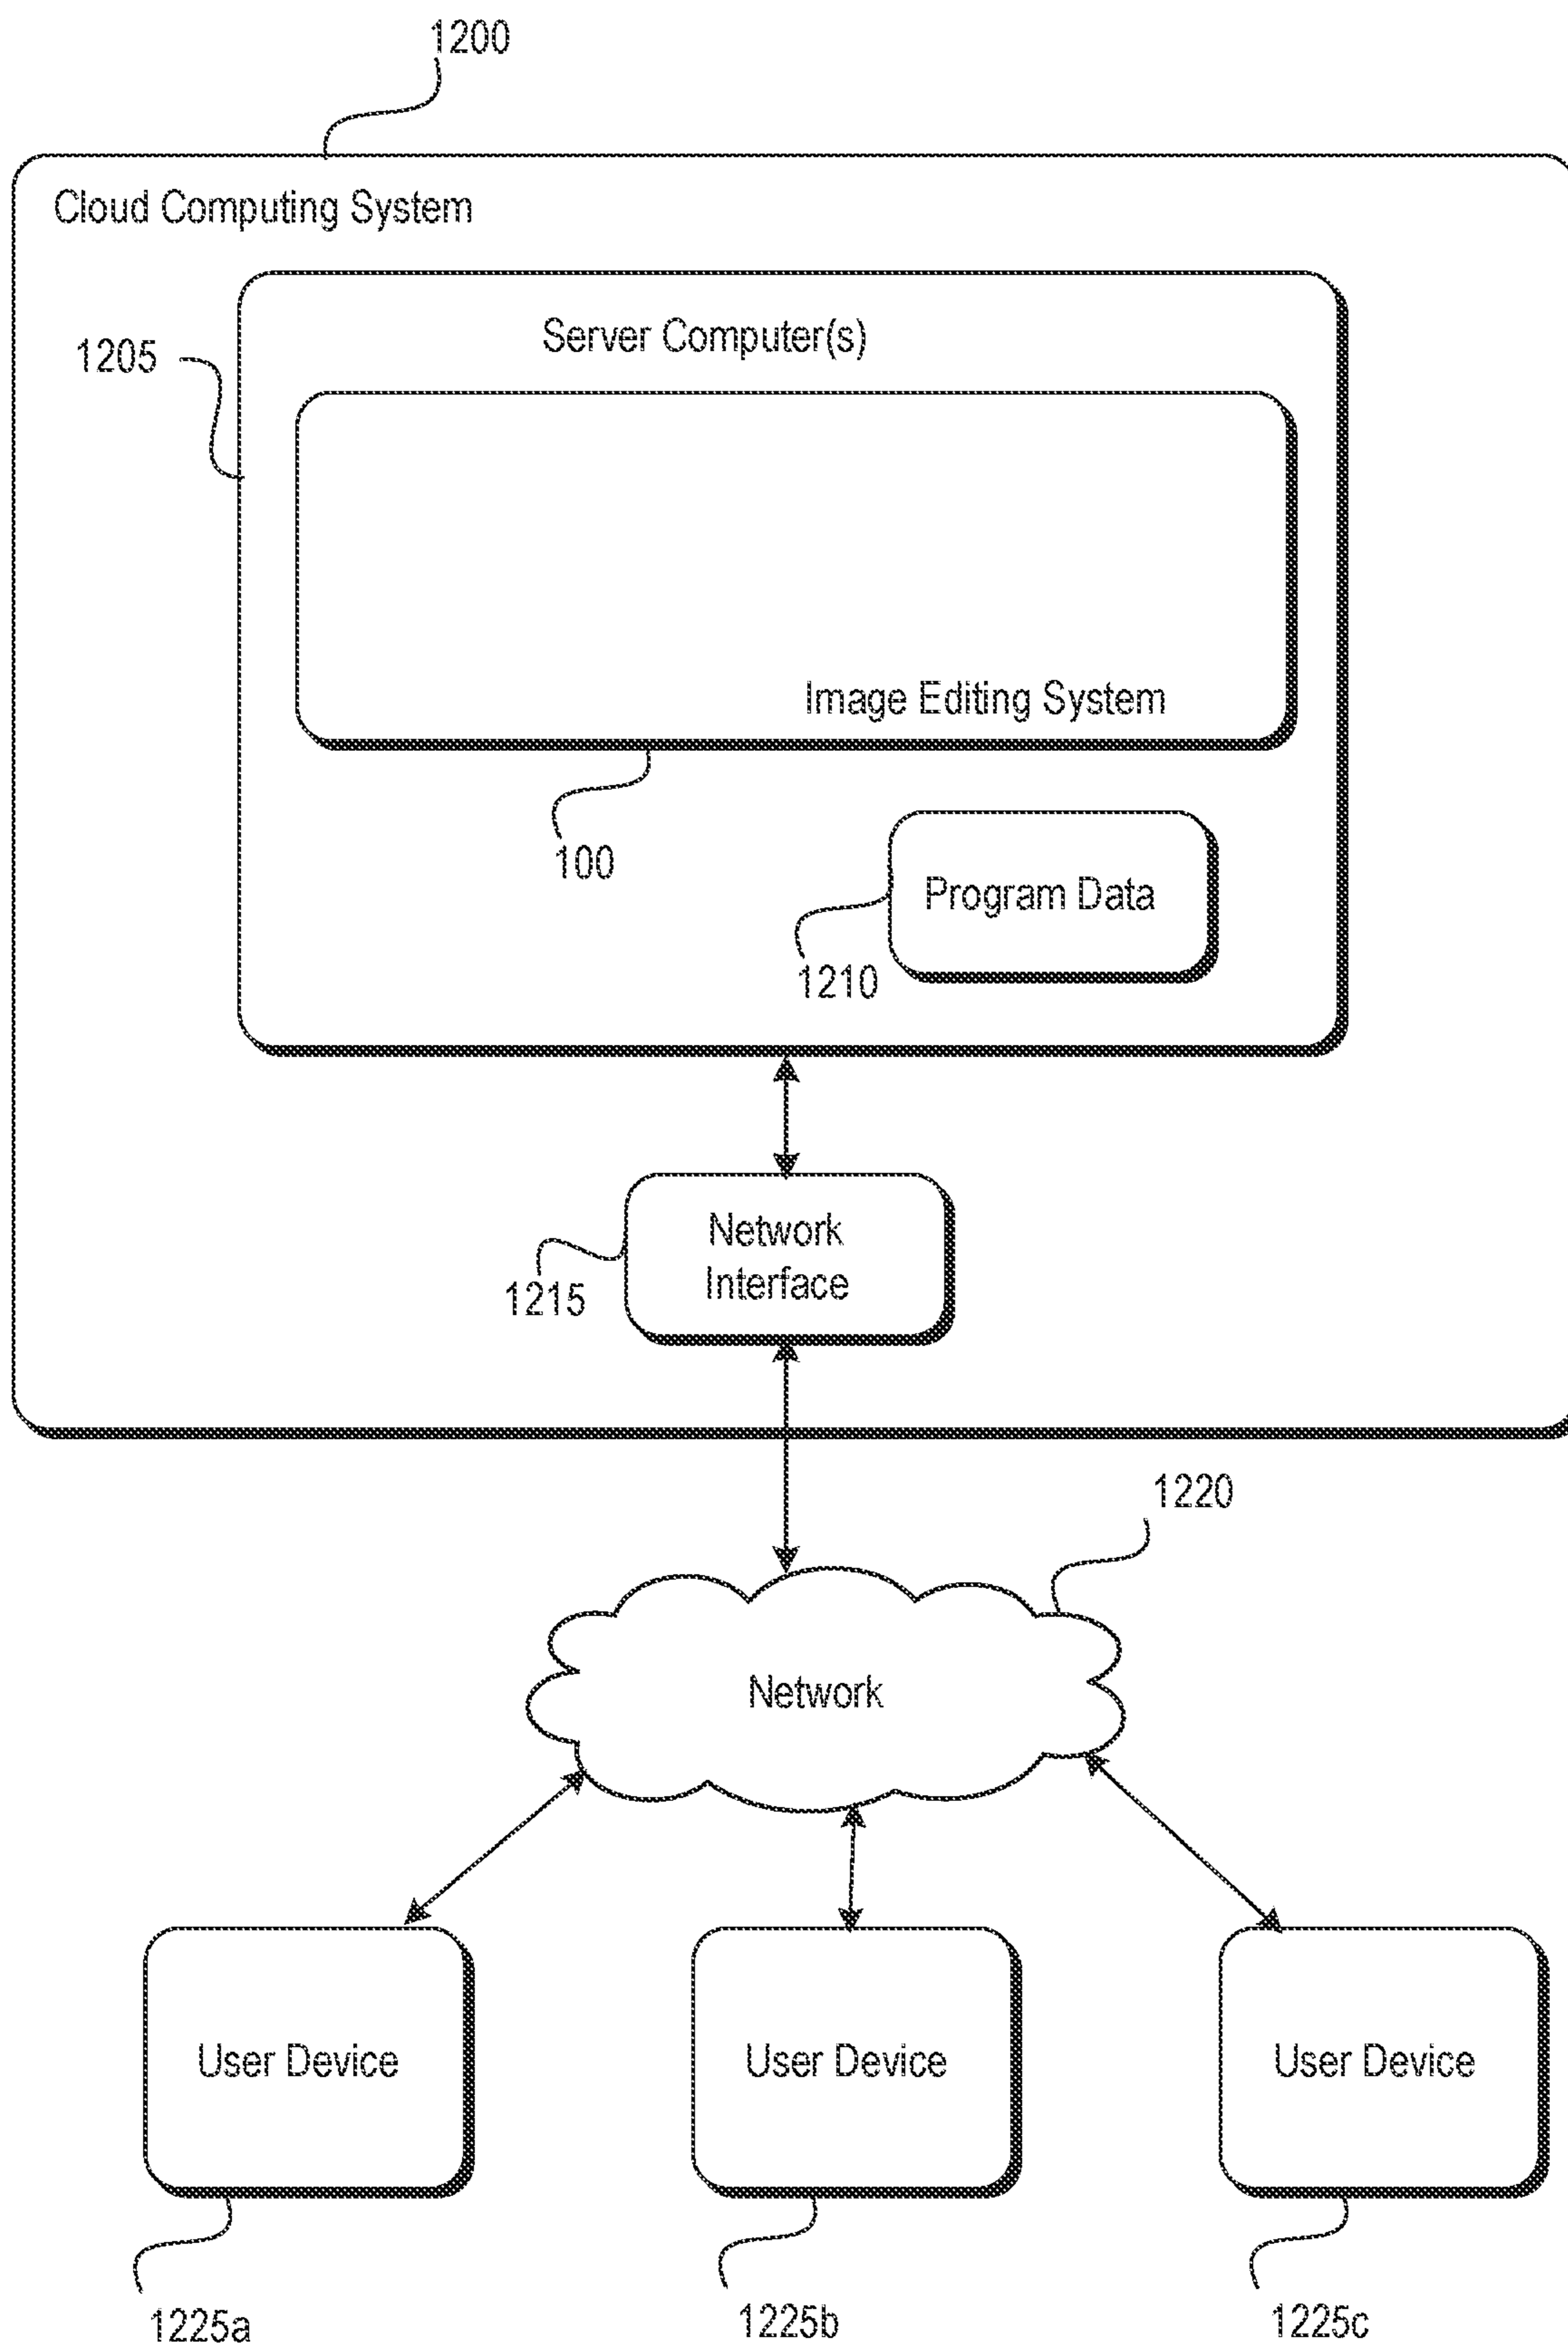 1200
Cloud Computing System
Server Computer(s)
1205
Image Editing System
100
Program Data
1210
Network
Interface
1215
1220
Network
User Device
User Device
User Device
1225a
1225b
1225c